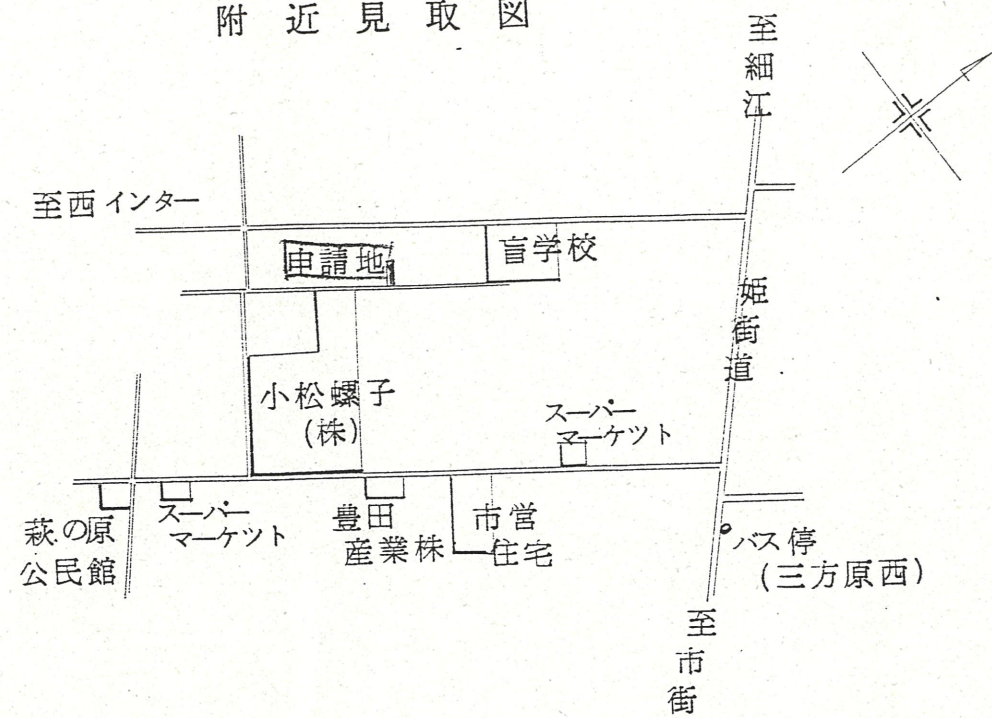 附近見取図
至細江
至西インター
申請地
盲学校
姫街道
小松螺子
(株)
スーパー
マーケット
萩の原
公民館
スーパー
マーケット
豊田
産業株
市営
住宅
バス停
(三方原西)
至市街